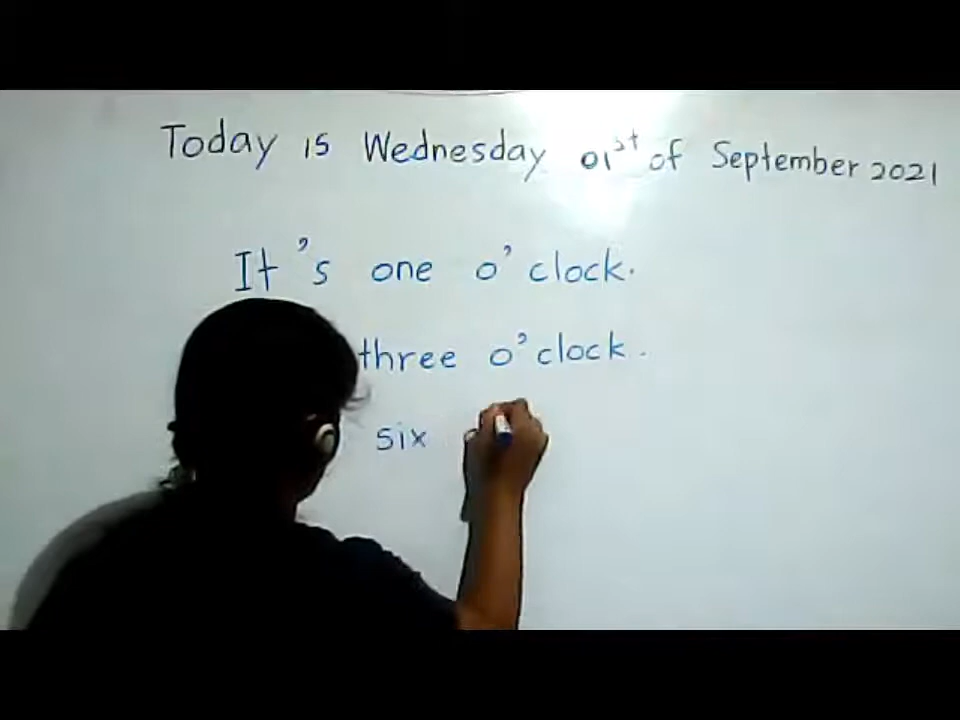 Today is Wednesday 01st of September 2021
It's one o'clock.
three o'clock.
six